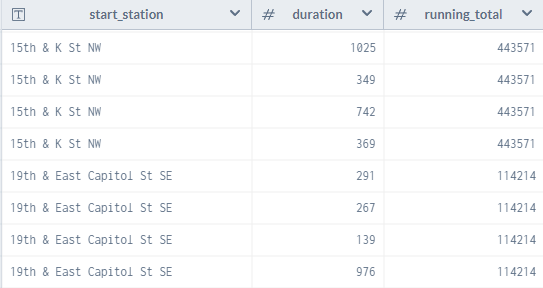 T start_station # duration # running_total
15th & K St NW 1025 443571
15th & K St NW 349 443571
15th & K St NW 742 443571
15th & K St NW 369 443571
19th & East Capitol St SE 291 114214
19th & East Capitol St SE 267 114214
19th & East Capitol St SE 139 114214
19th & East Capitol St SE 976 114214